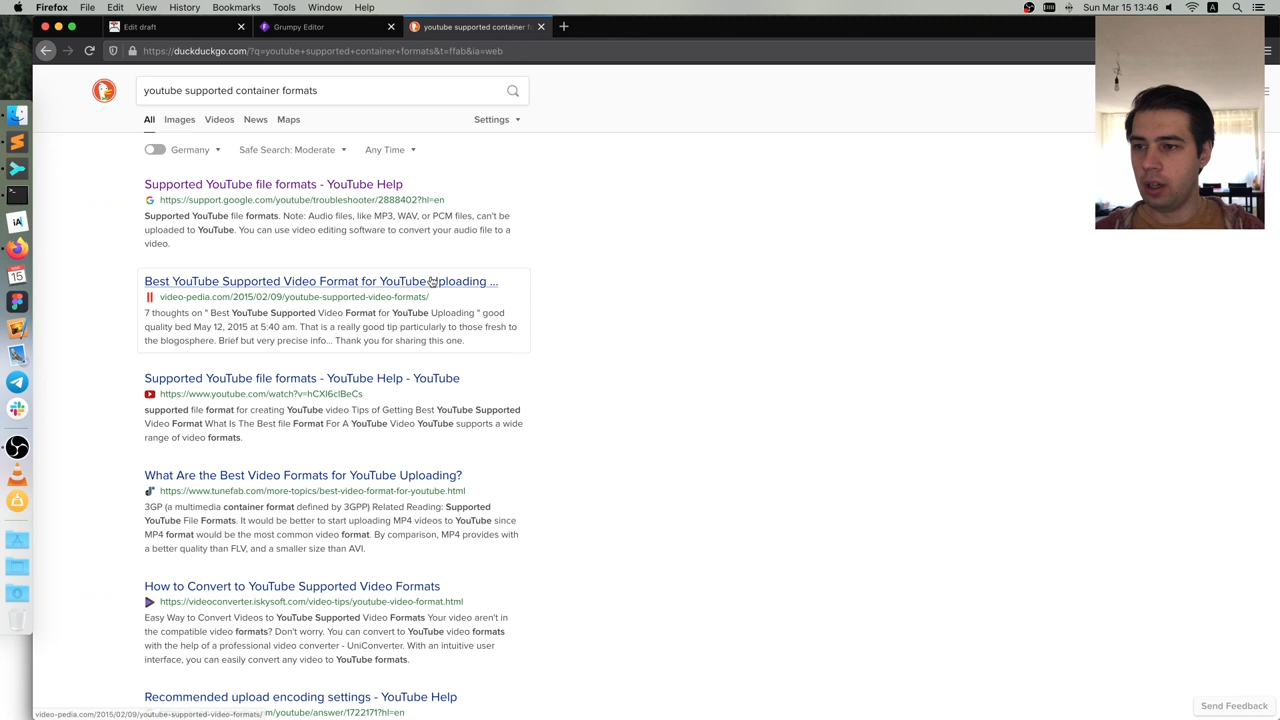 Firefox File Edit View History Bookmarks Tools Window Help
Tue 15 Sep 13:46
Edit draft
Grumpy Editor
youtube supported container f
https://duckduckgo.com/?q=youtube+supported+container+formats&t=ffab&ia=web
youtube supported container formats
All Images Videos News Maps Settings
Germany Safe Search: Moderate Any Time
Supported YouTube file formats - YouTube Help
https://support.google.com/youtube/troubleshooter/2888402?hl=en
Supported YouTube file formats. Note: Audio files, like MP3, WAV, or PCM files, can't be
uploaded to YouTube. You can use video editing software to convert your audio file to a
video.
Best YouTube Supported Video Format for YouTube Uploading ...
video-pedia.com/2015/02/09/youtube-supported-video-formats/
7 thoughts on " Best YouTube Supported Video Format for YouTube Uploading " good
quality bed May 12, 2015 at 5:40 am. That is a really good tip particularly to those fresh to
the blogosphere. Brief but very precise info… Thank you for sharing this one.
Supported YouTube file formats - YouTube Help - YouTube
https://www.youtube.com/watch?v=hCXI6clBeCs
supported file format for creating YouTube video Tips of Getting Best YouTube Supported
Video Format What Is The Best file Format For A YouTube Video YouTube supports a wide
range of video formats.
What Are the Best Video Formats for YouTube Uploading?
https://www.tunefab.com/more-topics/best-video-format-for-youtube.html
3GP (a multimedia container format defined by 3GPP) Related Reading: Supported
YouTube File Formats. It would be better to start uploading MP4 videos to YouTube since
MP4 format would be the most common video format. By comparison, MP4 provides with
a better quality than FLV, and a smaller size than AVI.
How to Convert to YouTube Supported Video Formats
https://videoconverter.iskysoft.com/video-tips/youtube-video-format.html
Easy Way to Convert Videos to YouTube Supported Video Formats Your video aren't in
the compatible video formats? Don't worry. You can convert to YouTube video formats
with the help of a professional video converter - UniConverter. With an intuitive user
interface, you can easily convert any video to YouTube formats.
Recommended upload encoding settings - YouTube Help
m/youtube/answer/1722171?hl=en
video-pedia.com/2015/02/09/youtube-supported-video-formats/
Send Feedback